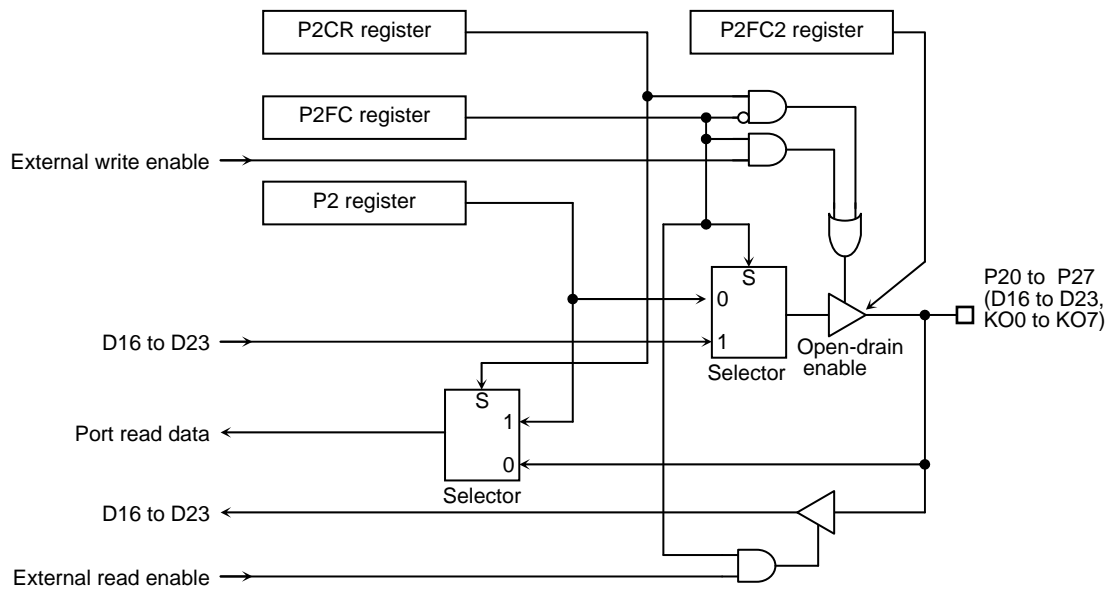 P2CR register
P2FC2 register
P2FC register
External write enable
P2 register
S
0
1
P20 to P27
(D16 to D23,
KO0 to KO7)
D16 to D23
Open-drain
enable
Selector
S
1
0
Port read data
Selector
D16 to D23
External read enable